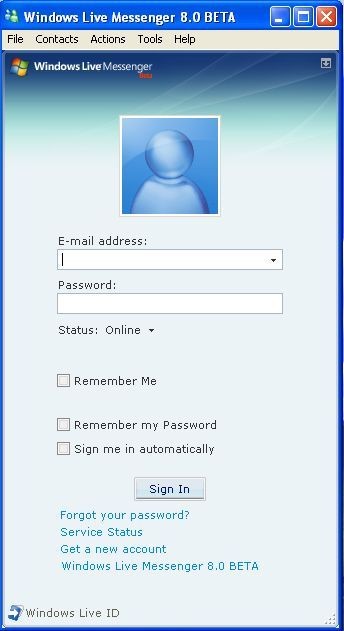 Windows Live Messenger 8.0 BETA
File Contacts Actions Tools Help
Windows Live Messenger
Beta
E-mail address:
Password:
Status: Online
Remember Me
Remember my Password
Sign me in automatically
Sign In
Forgot your password?
Service Status
Get a new account
Windows Live Messenger 8.0 BETA
Windows Live ID